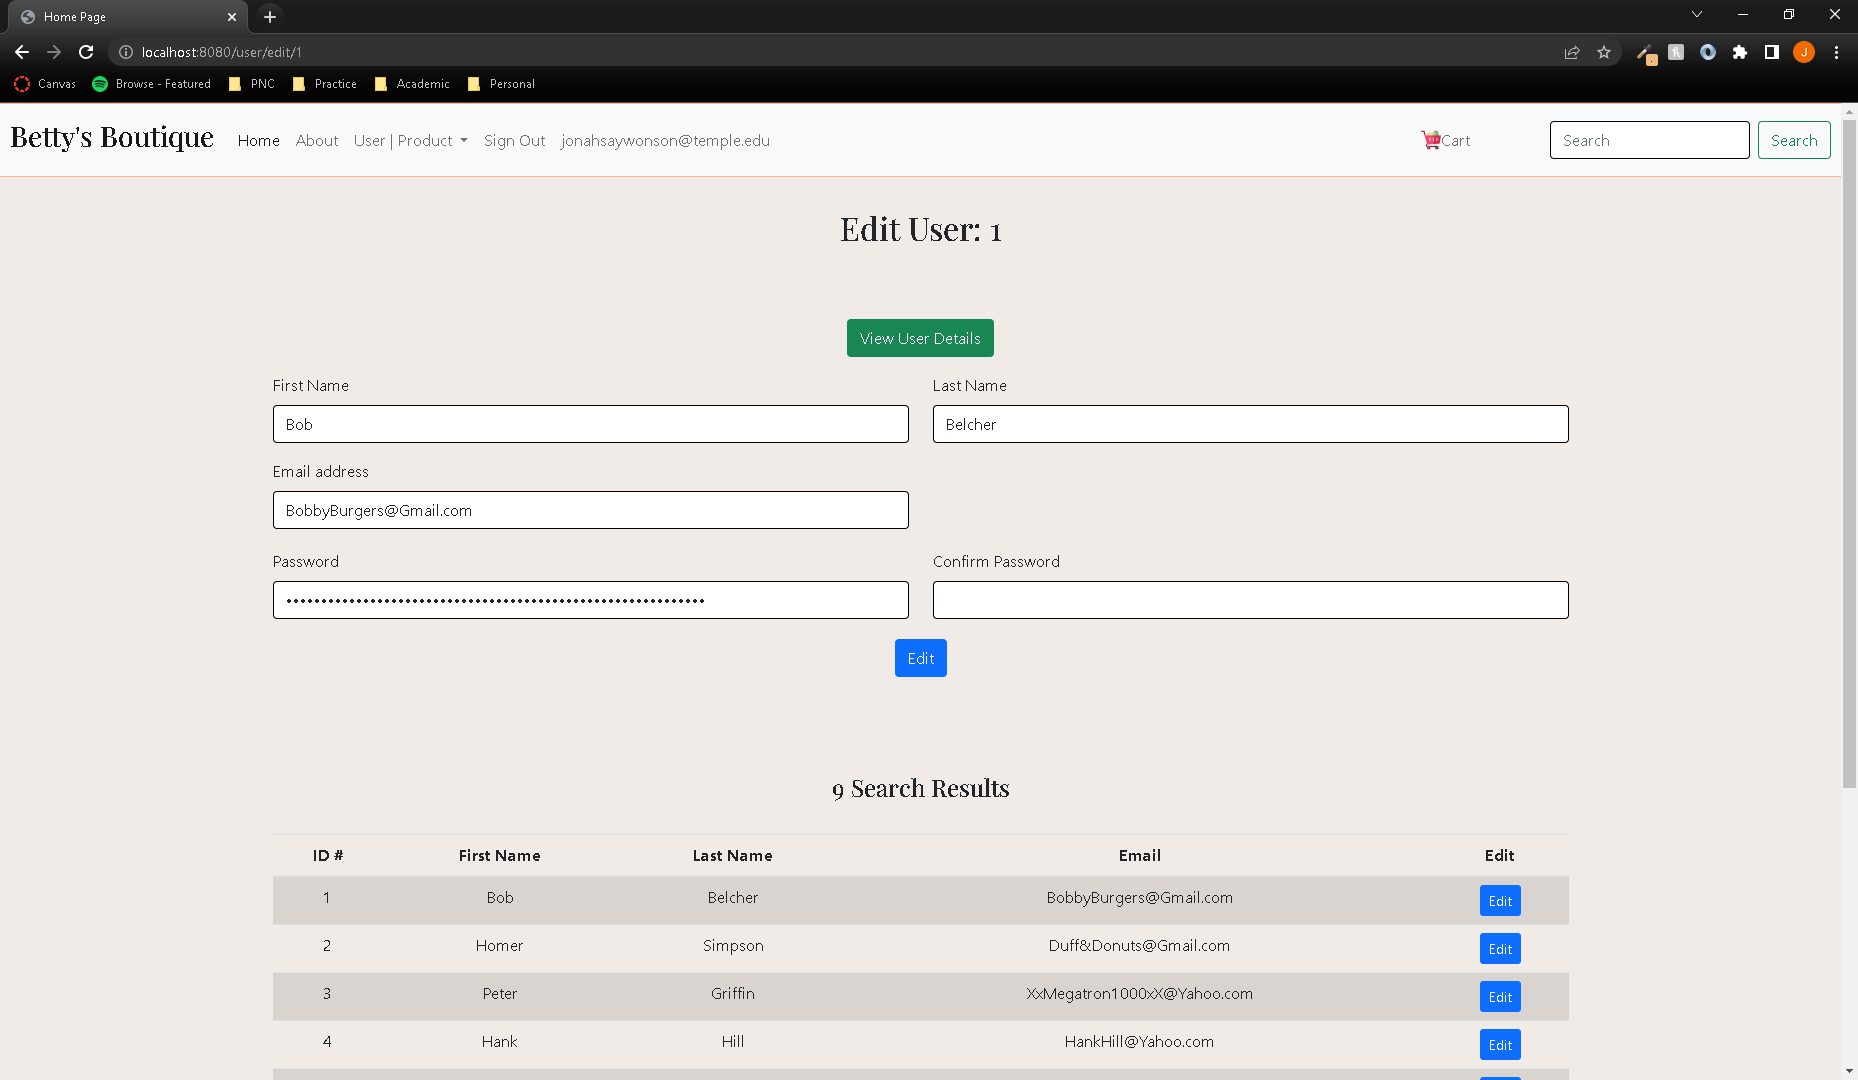 Home Page
localhost:8080/user/edit/1
J
Canvas Browse - Featured PNC Practice Academic Personal
Betty's Boutique Home About User | Product Sign Out jonahsaywonson@temple.edu Cart Search Search
Edit User: 1
View User Details
First Name Last Name
Bob Belcher
Email address
BobbyBurgers@Gmail.com
Password Confirm Password
Edit
9 Search Results
ID # First Name Last Name Email Edit
1 Bob Belcher BobbyBurgers@Gmail.com Edit
2 Homer Simpson Duff&Donuts@Gmail.com Edit
3 Peter Griffin XxMegatron1000xX@Yahoo.com Edit
4 Hank Hill HankHill@Yahoo.com Edit